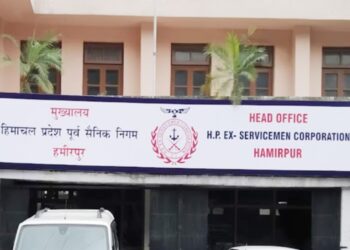 मुख्यालय
हिमाचल प्रदेश पूर्व सैनिक निगम
हमीरपुर
HEAD OFFICE
H.P. EX- SERVICEMEN CORPORATION
HAMIRPUR